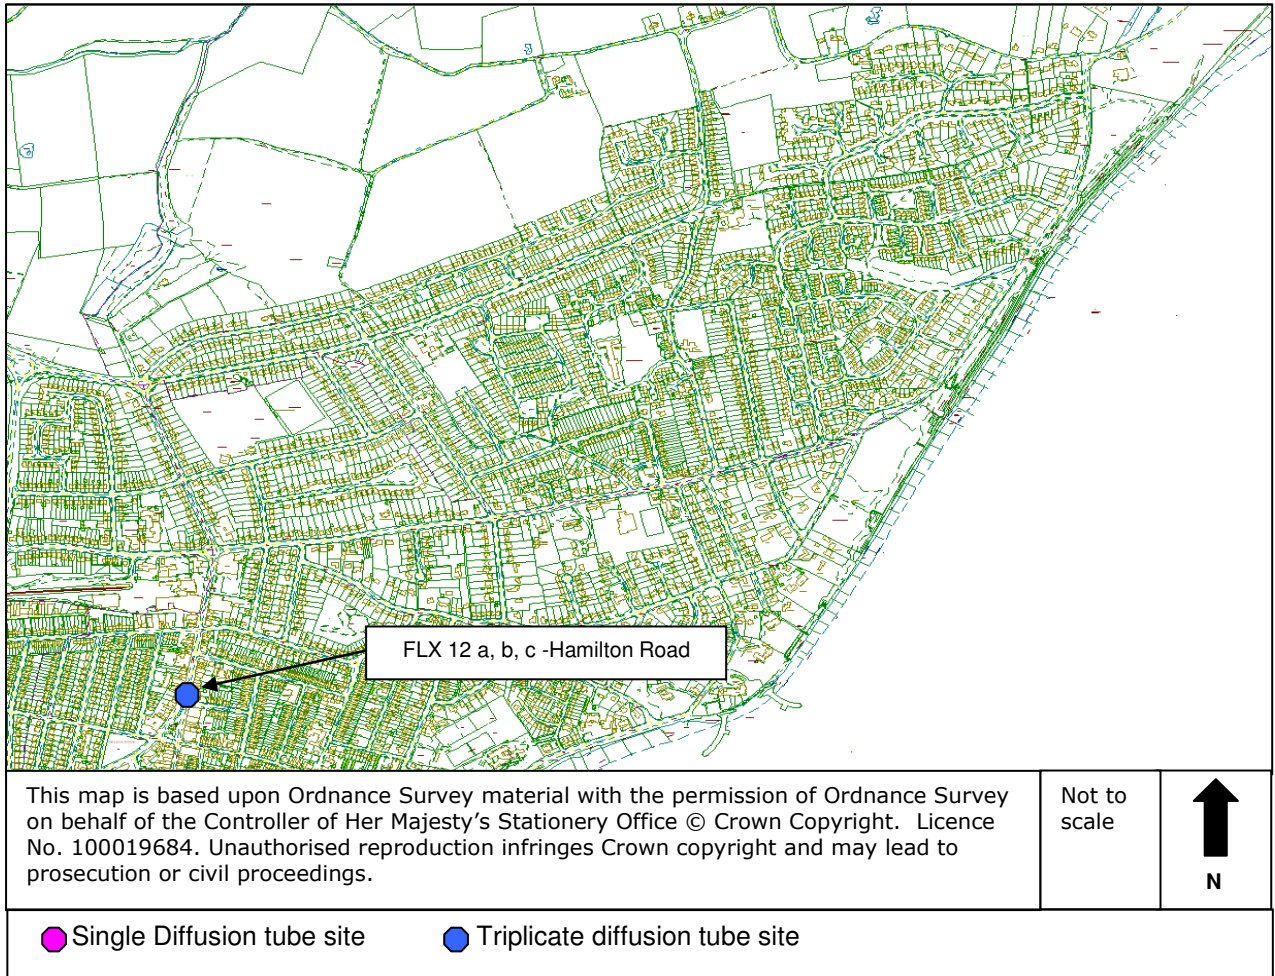 FLX 12 a, b, c -Hamilton Road
This map is based upon Ordnance Survey material with the permission of Ordnance Survey
on behalf of the Controller of Her Majesty's Stationery Office © Crown Copyright. Licence
No. 100019684. Unauthorised reproduction infringes Crown copyright and may lead to
prosecution or civil proceedings.
Not to
scale
N
Single Diffusion tube site
Triplicate diffusion tube site